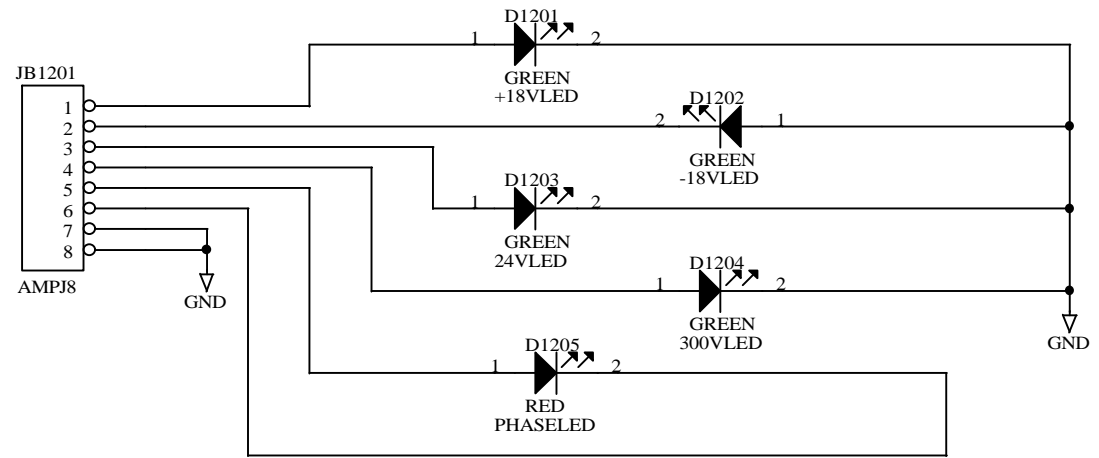 D1201
1 2
GREEN
+18VLED
JB1201
1
2
3
4
5
6
7
8
AMPJ8
GND
D1202
2 1
GREEN
-18VLED
D1203
1 2
GREEN
24VLED
D1204
1 2
GREEN
300VLED
GND
D1205
1 2
RED
PHASELED